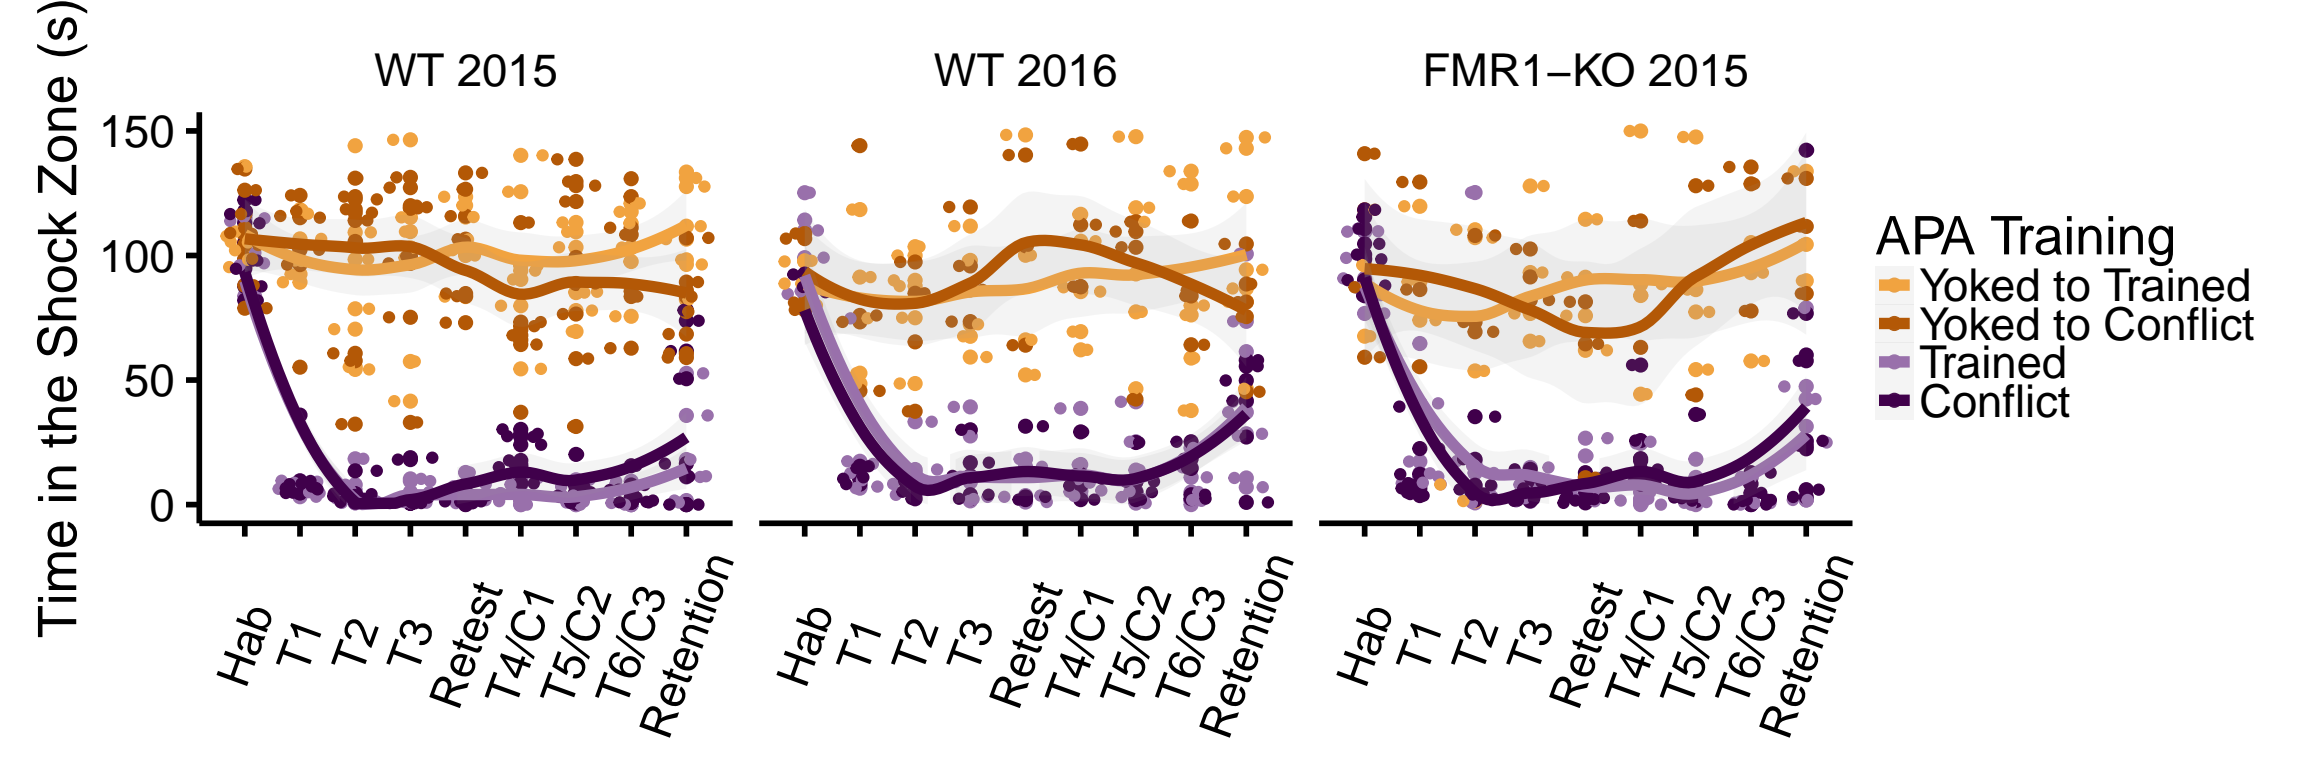 Time in the Shock Zone (s)
WT 2015
WT 2016
FMR1−KO 2015
150
100
50
0
Hab
T1
T2
T3
Retest
T4/C1
T5/C2
T6/C3
Retention
Hab
T1
T2
T3
Retest
T4/C1
T5/C2
T6/C3
Retention
Hab
T1
T2
T3
Retest
T4/C1
T5/C2
T6/C3
Retention
APA Training
Yoked to Trained
Yoked to Conflict
Trained
Conflict